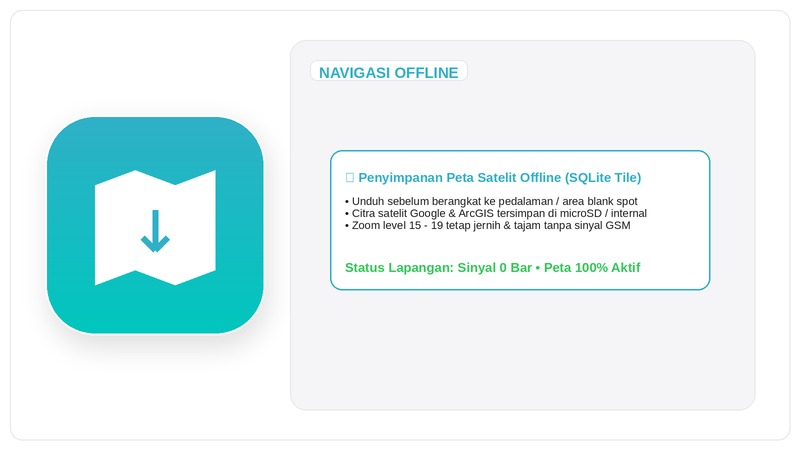 NAVIGASI OFFLINE
Penyimpanan Peta Satelit Offline (SQLite Tile)
• Unduh sebelum berangkat ke pedalaman / area blank spot
• Citra satelit Google & ArcGIS tersimpan di microSD / internal
• Zoom level 15 - 19 tetap jernih & tajam tanpa sinyal GSM
Status Lapangan: Sinyal 0 Bar • Peta 100% Aktif